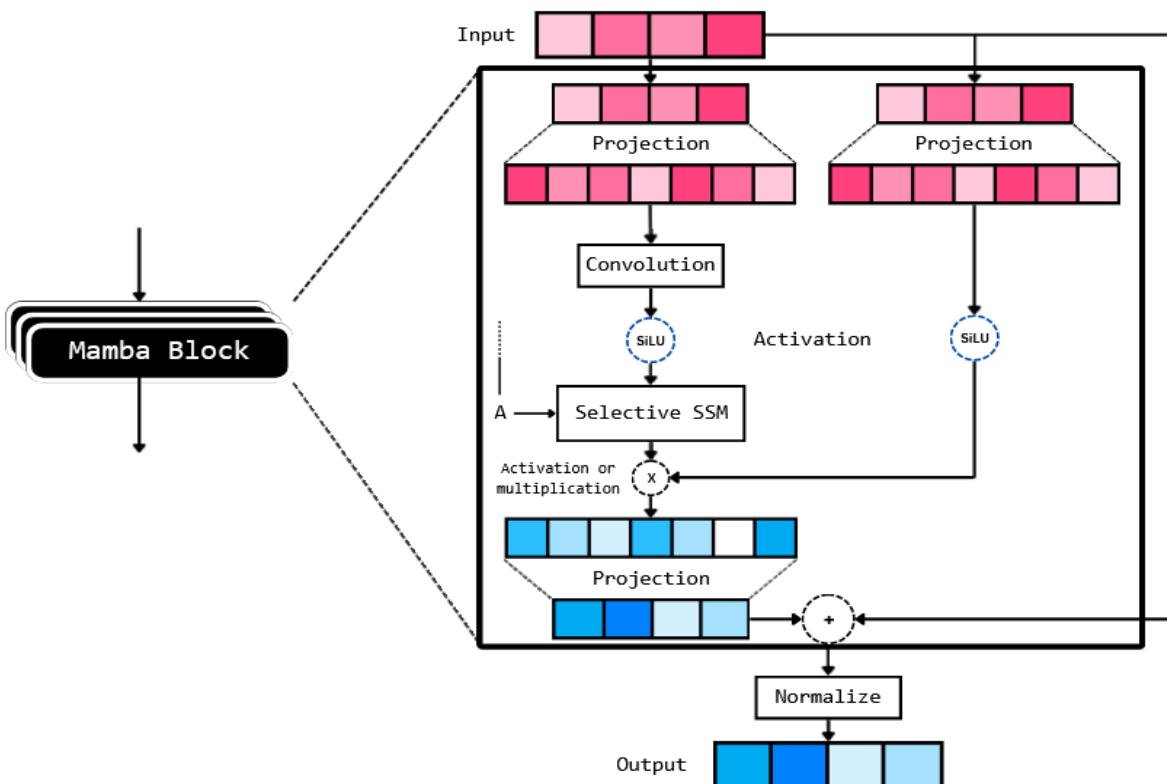 Input
Projection
Projection
Convolution
SiLU
Activation
SiLU
Mamba Block
A
Selective SSM
Activation or
multiplication
X
Projection
+
Normalize
Output